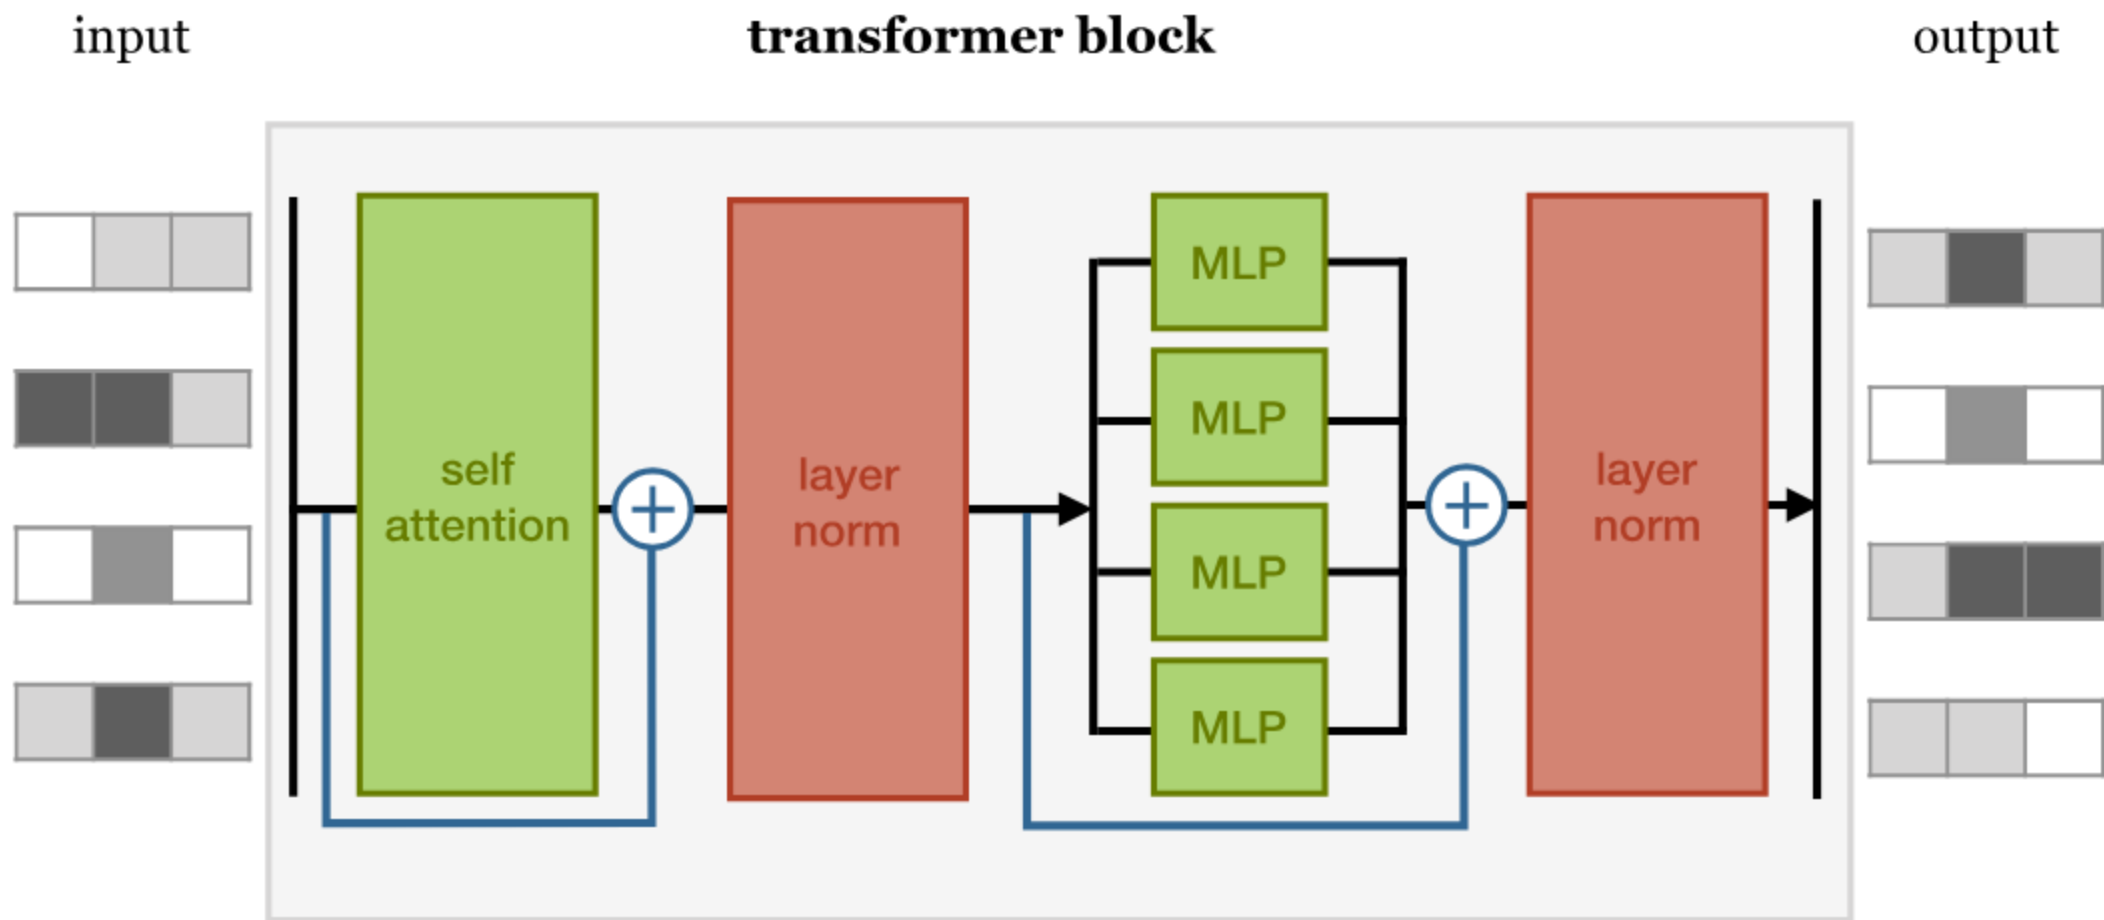 input
transformer block
output
self
attention
layer
norm
MLP
MLP
MLP
MLP
layer
norm